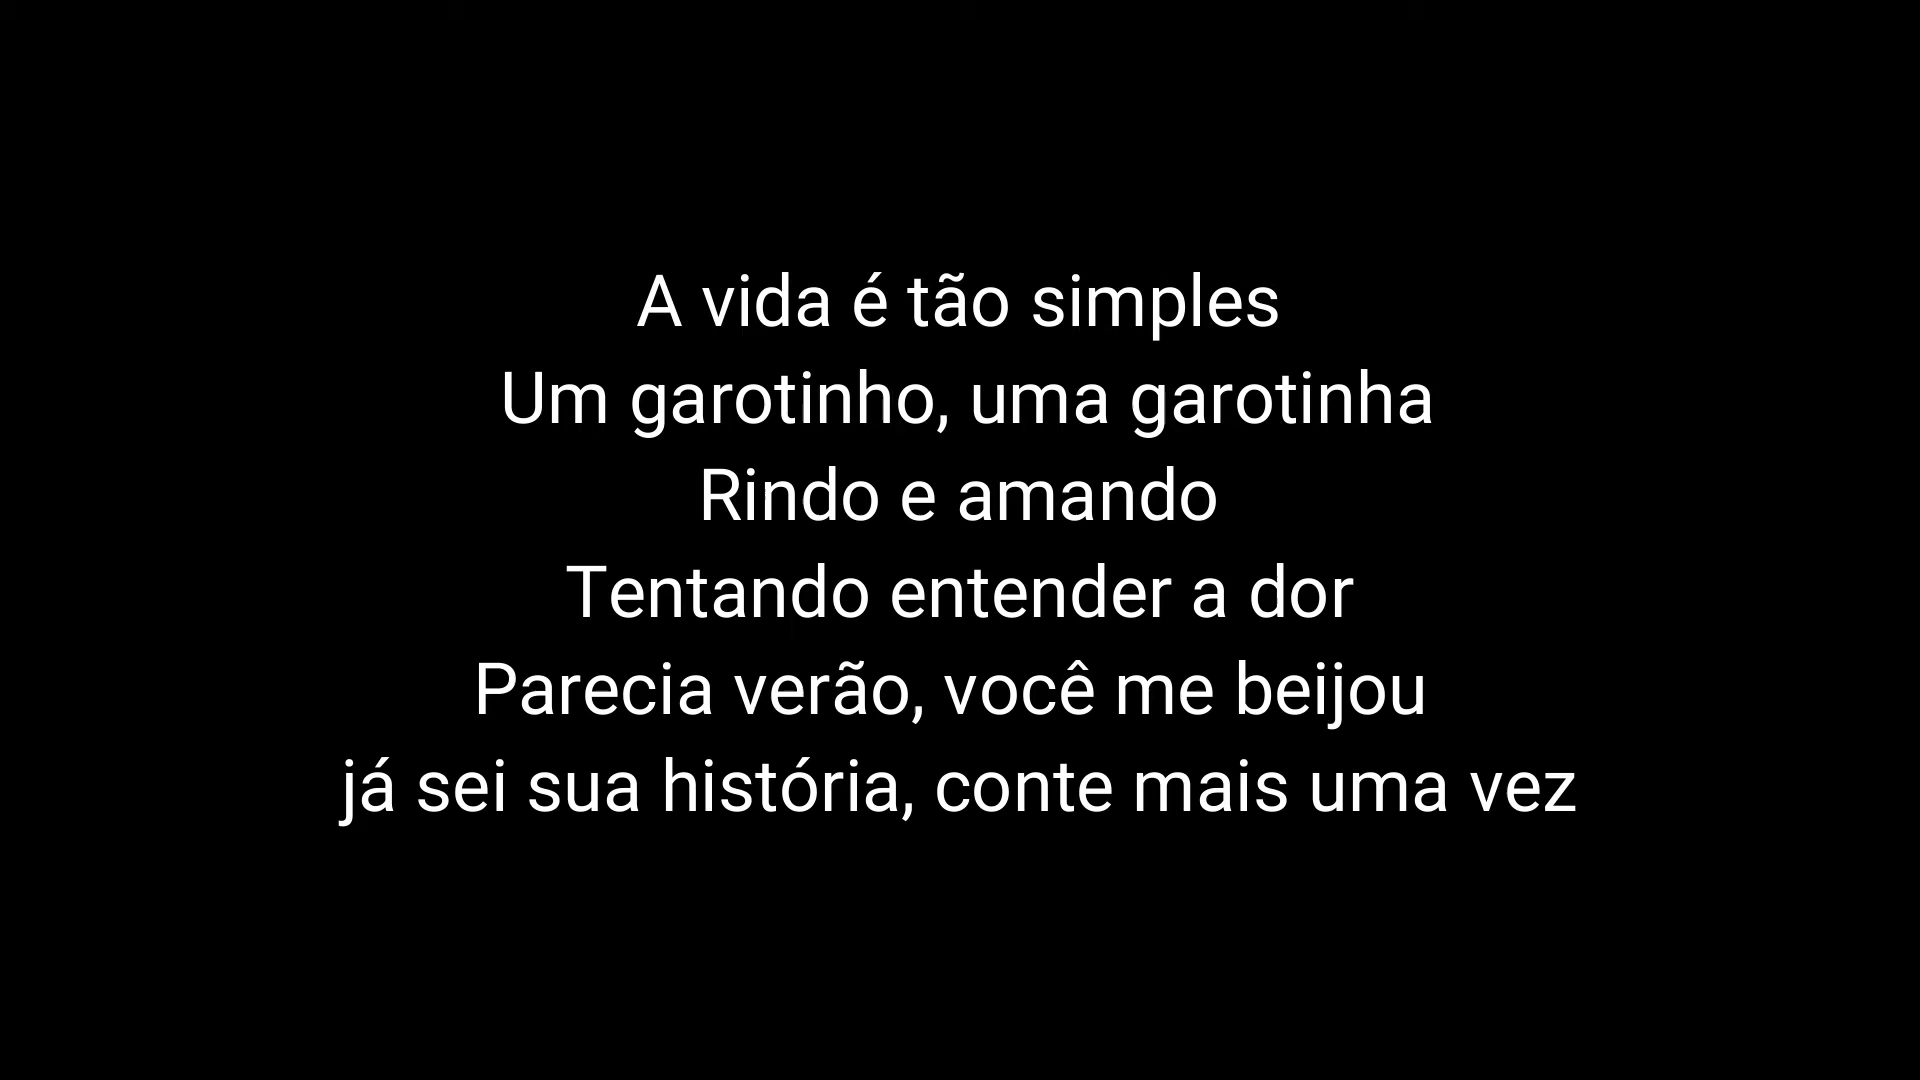 A vida é tão simples
Um garotinho, uma garotinha
Rindo e amando
Tentando entender a dor
Parecia verão, você me beijou
já sei sua história, conte mais uma vez